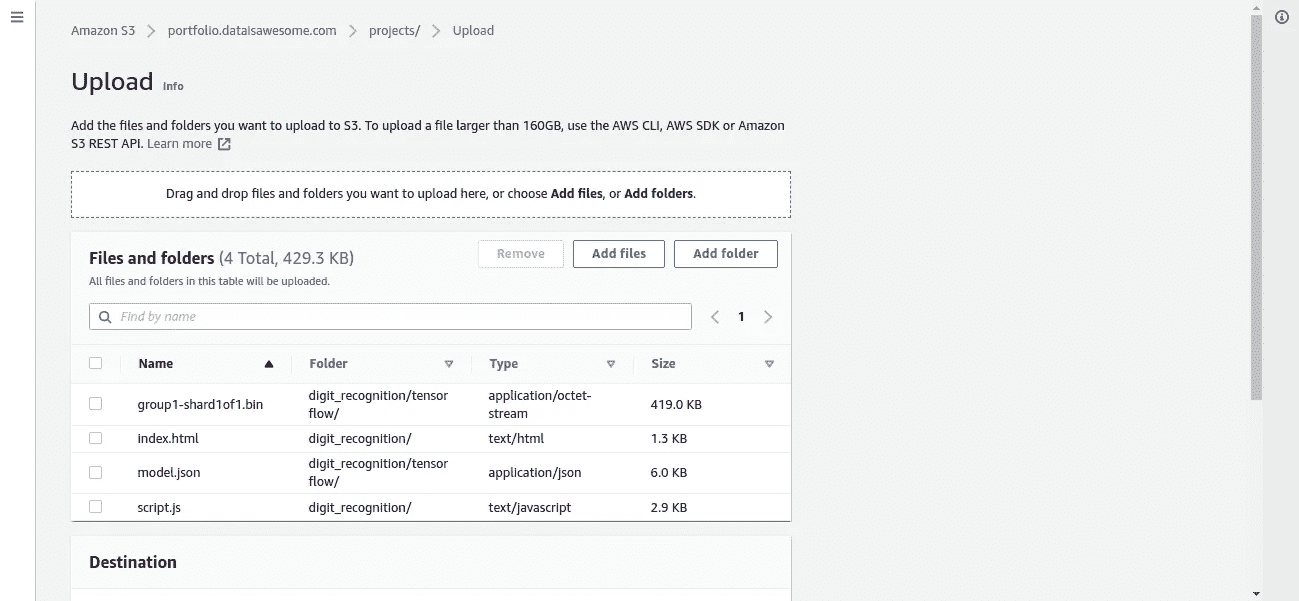 Amazon S3 > portfolio.dataisawesome.com > projects/ > Upload
Upload Info
Add the files and folders you want to upload to S3. To upload a file larger than 160GB, use the AWS CLI, AWS SDK or Amazon
S3 REST API. Learn more
Drag and drop files and folders you want to upload here, or choose Add files, or Add folders.
Files and folders (4 Total, 429.3 KB)
Remove Add files Add folder
All files and folders in this table will be uploaded.
Find by name
1
Name Folder Type Size
group1-shard1of1.bin digit_recognition/tensor application/octet- 419.0 KB
flow/ stream
index.html digit_recognition/ text/html 1.3 KB
model.json digit_recognition/tensor application/json 6.0 KB
flow/
script.js digit_recognition/ text/javascript 2.9 KB
Destination